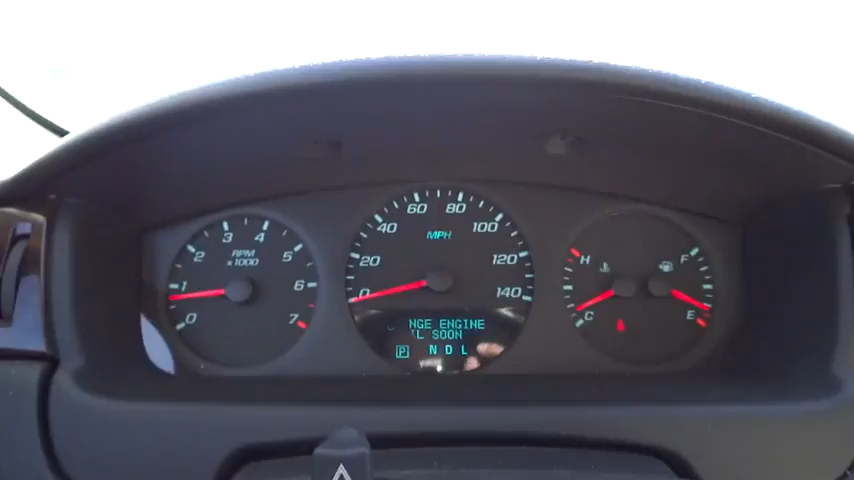 0 1 2 3 4 5 6 7
RPM
x1000
0 20 40 60 80 100 120 140
MPH
NGE ENGINE
L SOON
P N D L
H C
F E